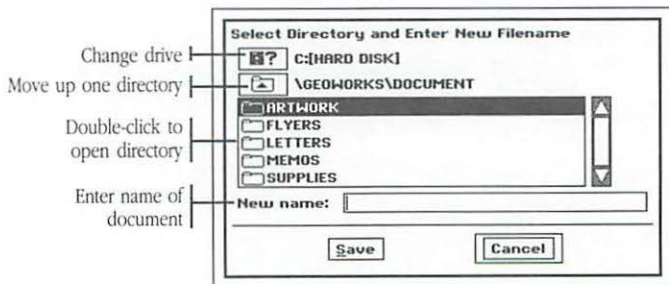 Select Directory and Enter New Filename
Change drive
?
C:[HARD DISK]
Move up one directory
\GEOWORKS\DOCUMENT
Double-click to
open directory
ARTWORK
FLYERS
LETTERS
MEMOS
SUPPLIES
Enter name of
document
New name:
Save
Cancel